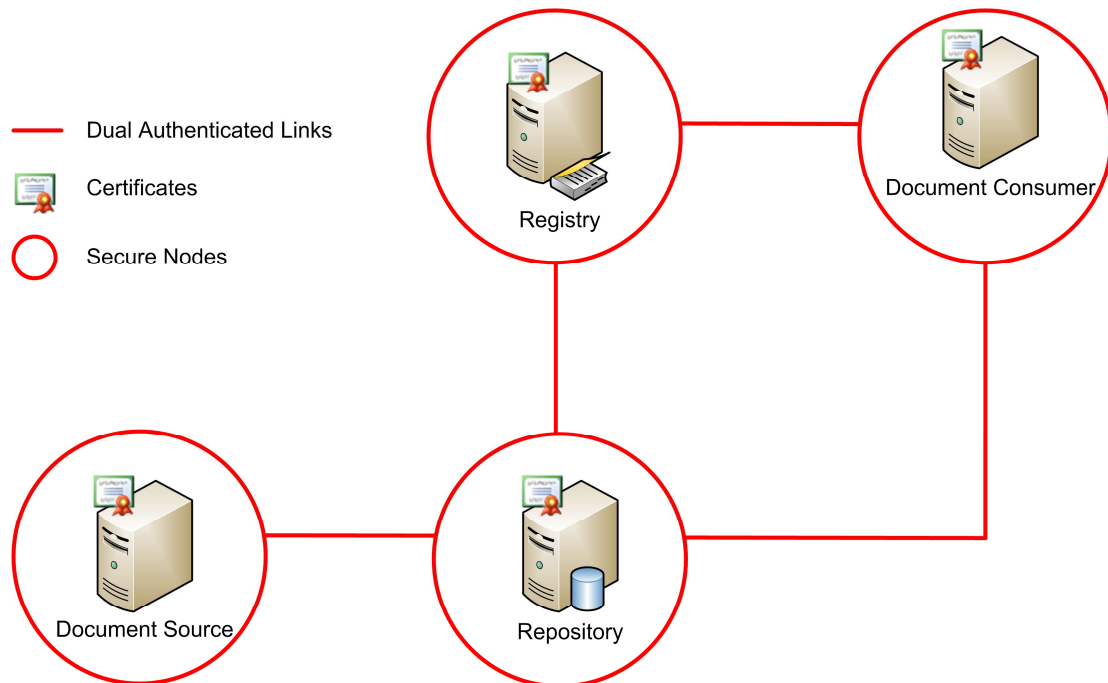 Dual Authenticated Links
Certificates
Secure Nodes
Registry
Document Consumer
Document Source
Repository